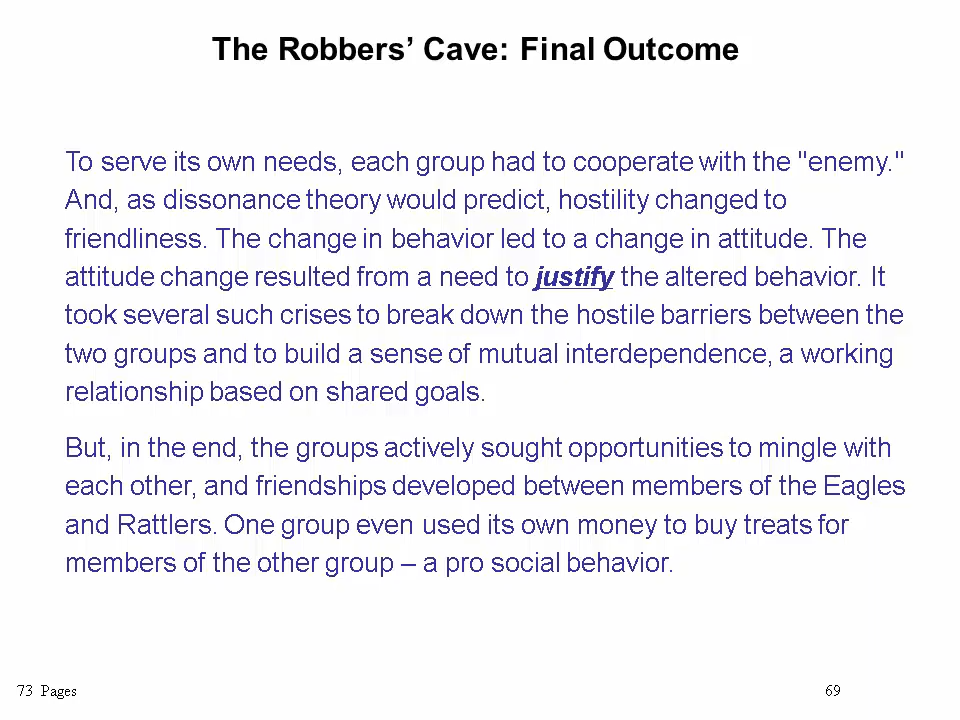 The Robbers’ Cave: Final Outcome
To serve its own needs, each group had to cooperate with the "enemy."
And, as dissonance theory would predict, hostility changed to
friendliness. The change in behavior led to a change in attitude. The
attitude change resulted from a need to justify the altered behavior. It
took several such crises to break down the hostile barriers between the
two groups and to build a sense of mutual interdependence, a working
relationship based on shared goals.
But, in the end, the groups actively sought opportunities to mingle with
each other, and friendships developed between members of the Eagles
and Rattlers. One group even used its own money to buy treats for
members of the other group – a pro social behavior.
73 Pages
69